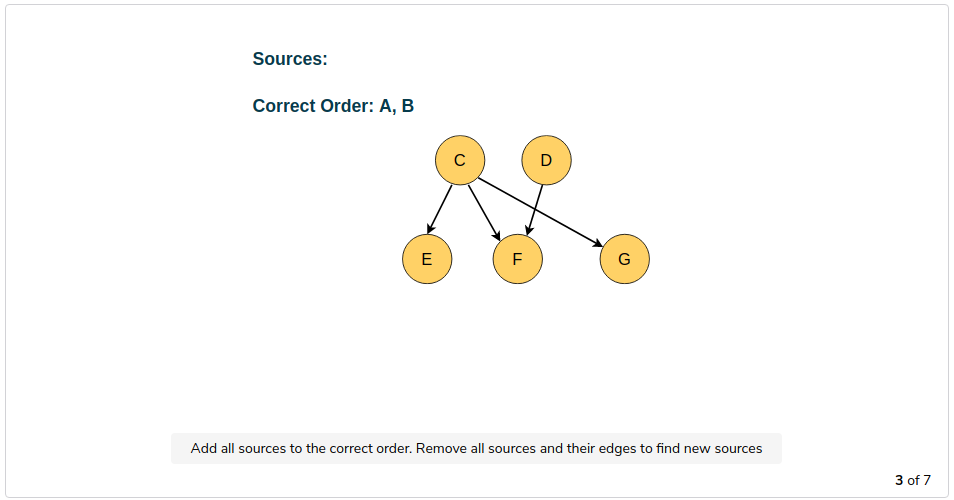 Sources:
Correct Order: A, B
C D
E F G
Add all sources to the correct order. Remove all sources and their edges to find new sources
3 of 7